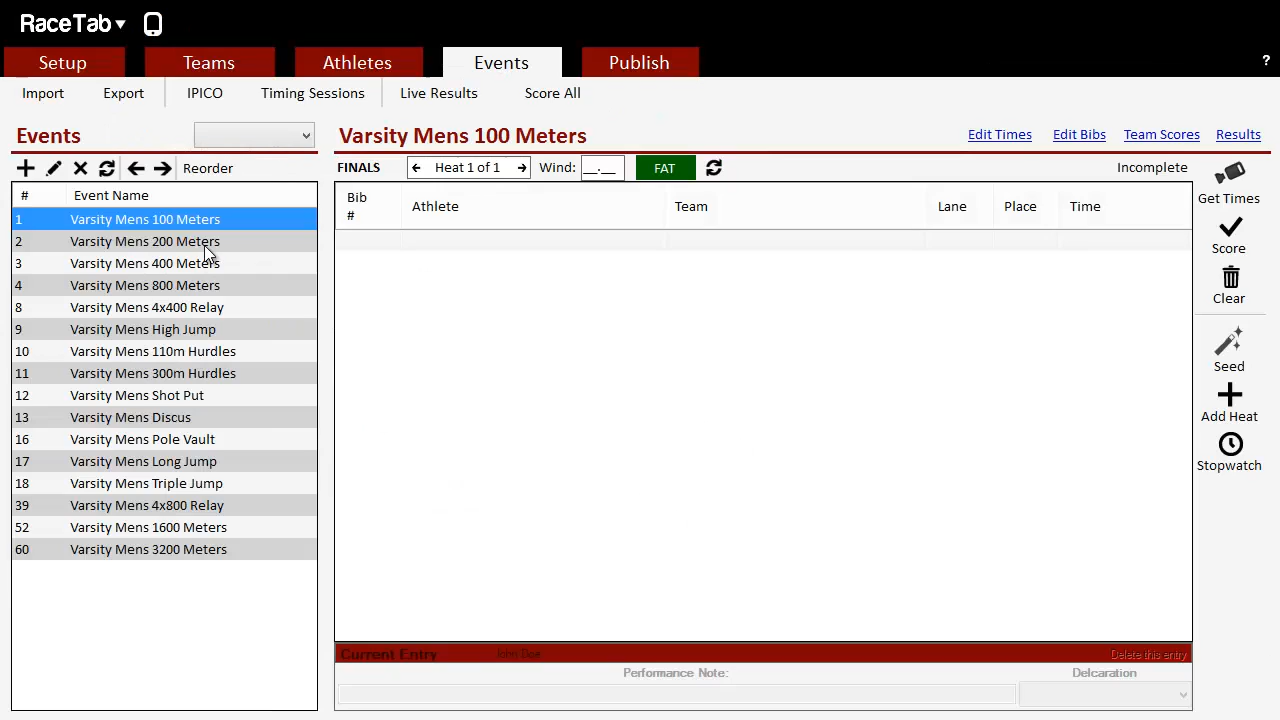 RaceTab
Setup Teams Athletes Events Publish ?
Import Export IPICO Timing Sessions Live Results Score All
Events
Varsity Mens 100 Meters
Edit Times Edit Bibs Team Scores Results
Reorder
FINALS Heat 1 of 1 Wind: __.__ FAT Incomplete
# Event Name
1 Varsity Mens 100 Meters
2 Varsity Mens 200 Meters
3 Varsity Mens 400 Meters
4 Varsity Mens 800 Meters
8 Varsity Mens 4x400 Relay
9 Varsity Mens High Jump
10 Varsity Mens 110m Hurdles
11 Varsity Mens 300m Hurdles
12 Varsity Mens Shot Put
13 Varsity Mens Discus
16 Varsity Mens Pole Vault
17 Varsity Mens Long Jump
18 Varsity Mens Triple Jump
39 Varsity Mens 4x800 Relay
52 Varsity Mens 1600 Meters
60 Varsity Mens 3200 Meters
Bib # Athlete Team Lane Place Time
Get Times
Score
Clear
Seed
Add Heat
Stopwatch
Current Entry John Doe Delete this entry
Performance Note: Delcaration